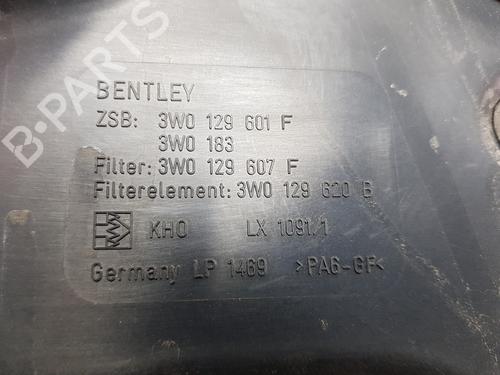 BENTLEY
ZSB: 3W0 129 601 F
3W0 183
Filter: 3W0 129 607 F
Filterelement: 3W0 129 620 B
KHO LX 1091/1
Germany LP 1469 >PA6-GF<
B-PARTS